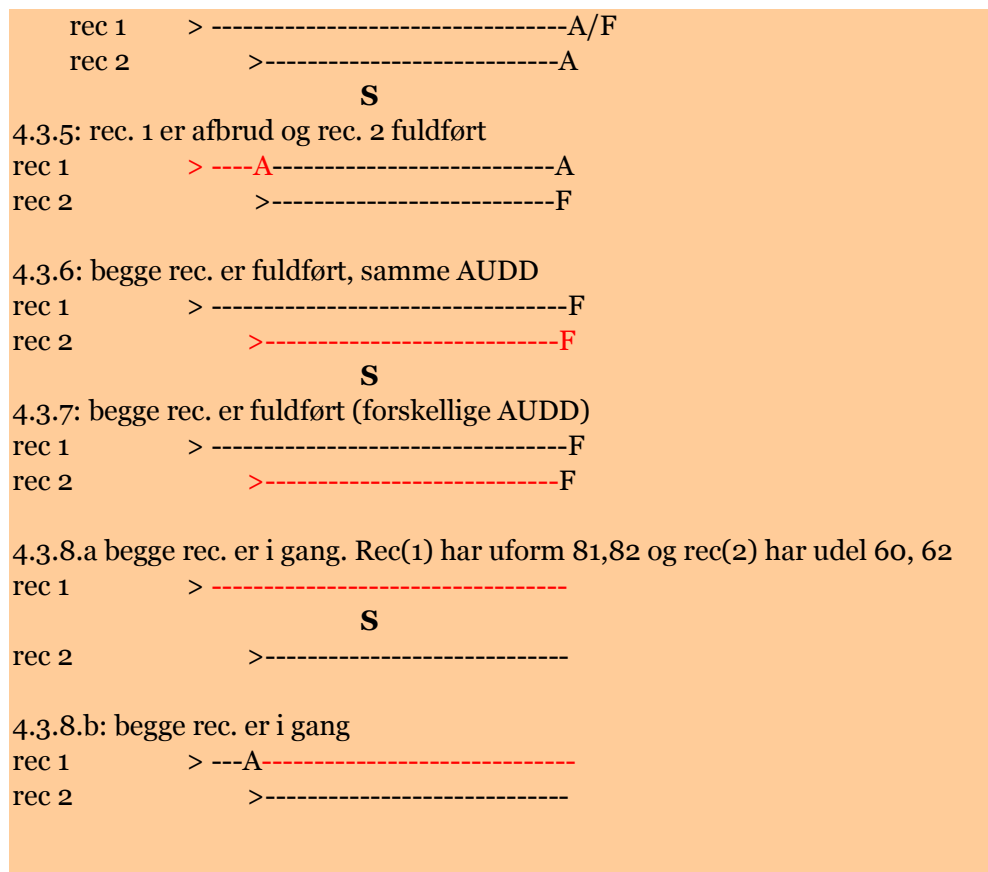 rec 1 > ----------------------------------A/F
rec 2 >----------------------------A
S
4.3.5: rec. 1 er afbrud og rec. 2 fuldført
rec 1 > ----A---------------------------A
rec 2 >----------------------------F
4.3.6: begge rec. er fuldført, samme AUDD
rec 1 > ----------------------------------F
rec 2 >----------------------------F
S
4.3.7: begge rec. er fuldført (forskellige AUDD)
rec 1 > ----------------------------------F
rec 2 >----------------------------F
4.3.8.a begge rec. er i gang. Rec(1) har uform 81,82 og rec(2) har udel 60, 62
rec 1 > ----------------------------------
S
rec 2 >-----------------------------
4.3.8.b: begge rec. er i gang
rec 1 > ---A------------------------------
rec 2 >-----------------------------